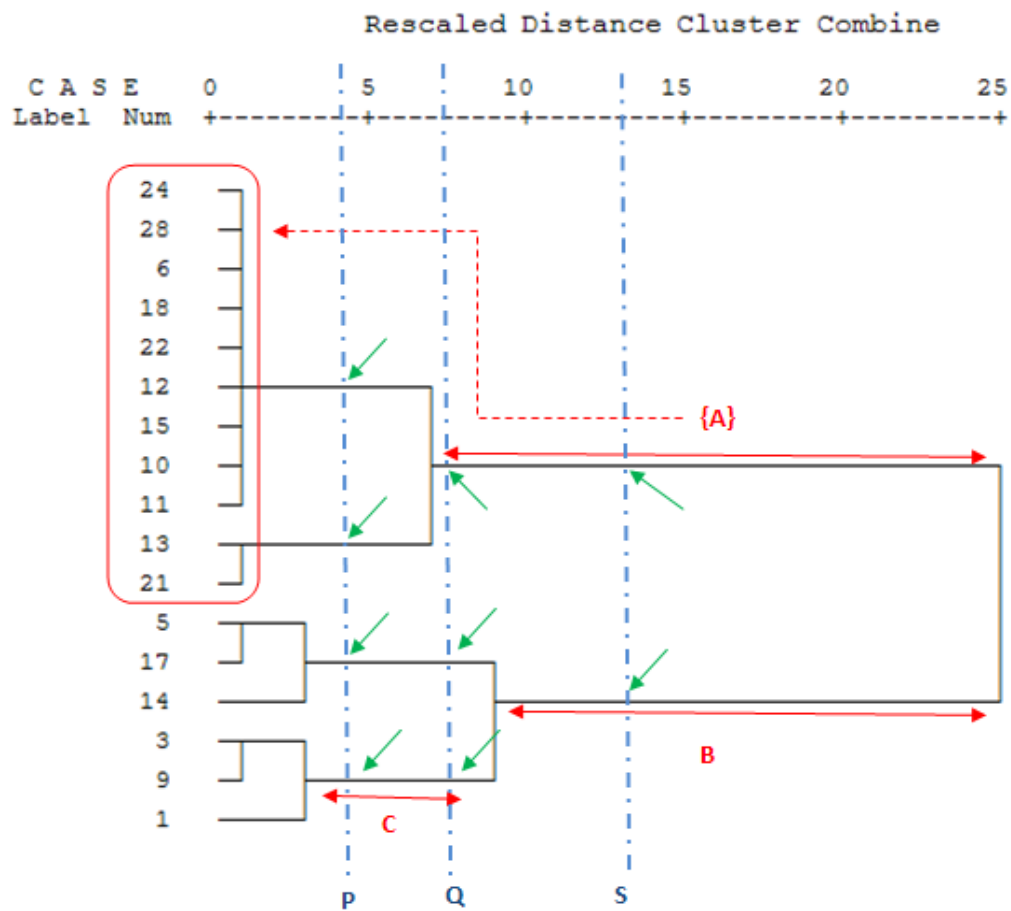 Rescaled Distance Cluster Combine
C A S E 0 5 10 15 20 25
Label Num +---------+---------+---------+---------+---------+
24
28
6
18
22
12
15
{A}
10
11
13
21
5
17
14
3
B
9
1
C
P Q S